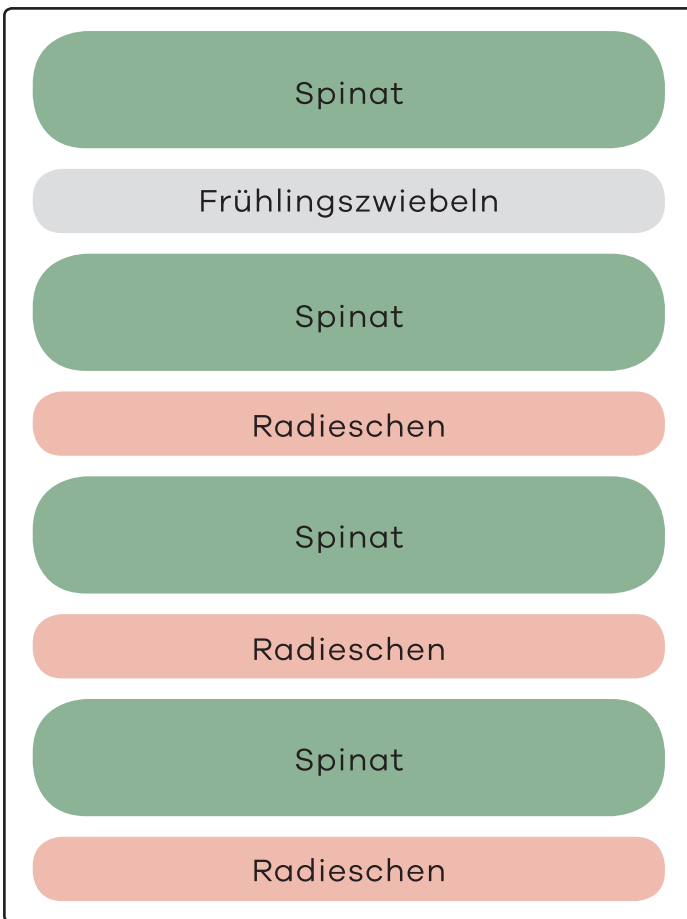 Spinat
Frühlingszwiebeln
Spinat
Radieschen
Spinat
Radieschen
Spinat
Radieschen